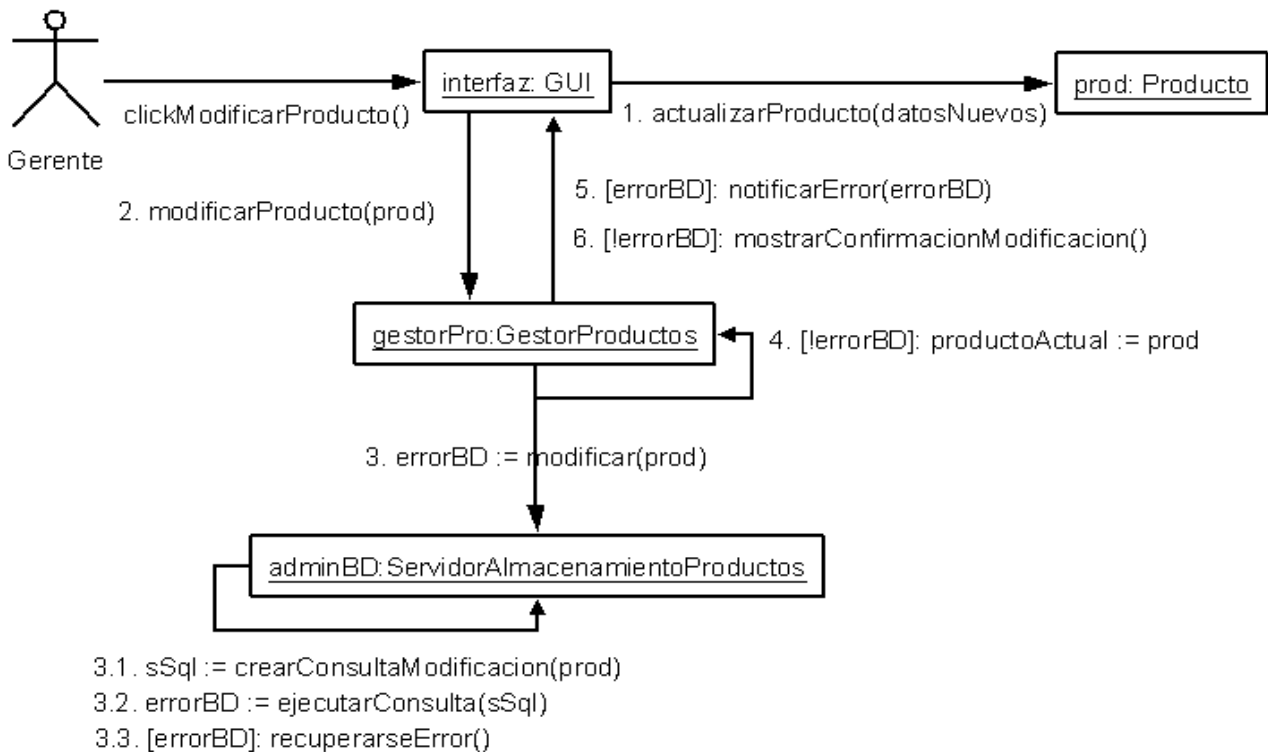 interfaz: GUI
prod: Producto
clickModificarProducto()
1. actualizarProducto(datosNuevos)
Gerente
5. [errorBD]: notificarError(errorBD)
2. modificarProducto(prod)
6. [!errorBD]: mostrarConfirmacionModificacion()
gestorPro:GestorProductos
4. [!errorBD]: productoActual := prod
3. errorBD := modificar(prod)
adminBD:ServidorAlmacenamientoProductos
3.1. sSql := crearConsultaModificacion(prod)
3.2. errorBD := ejecutarConsulta(sSql)
3.3. [errorBD]: recuperarseError()